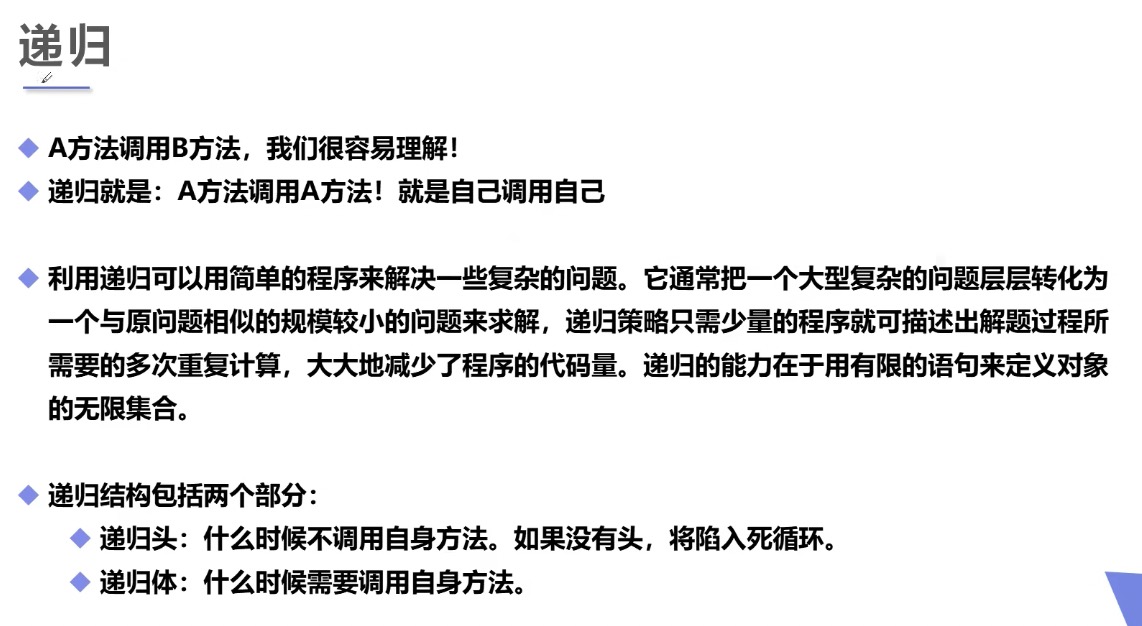 递归
A方法调用B方法，我们很容易理解！
递归就是：A方法调用A方法！就是自己调用自己
利用递归可以用简单的程序来解决一些复杂的问题。它通常把一个大型复杂的问题层层转化为
一个与原问题相似的规模较小的问题来求解，递归策略只需少量的程序就可描述出解题过程所
需要的多次重复计算，大大地减少了程序的代码量。递归的能力在于用有限的语句来定义对象
的无限集合。
递归结构包括两个部分：
递归头：什么时候不调用自身方法。如果没有头，将陷入死循环。
递归体：什么时候需要调用自身方法。